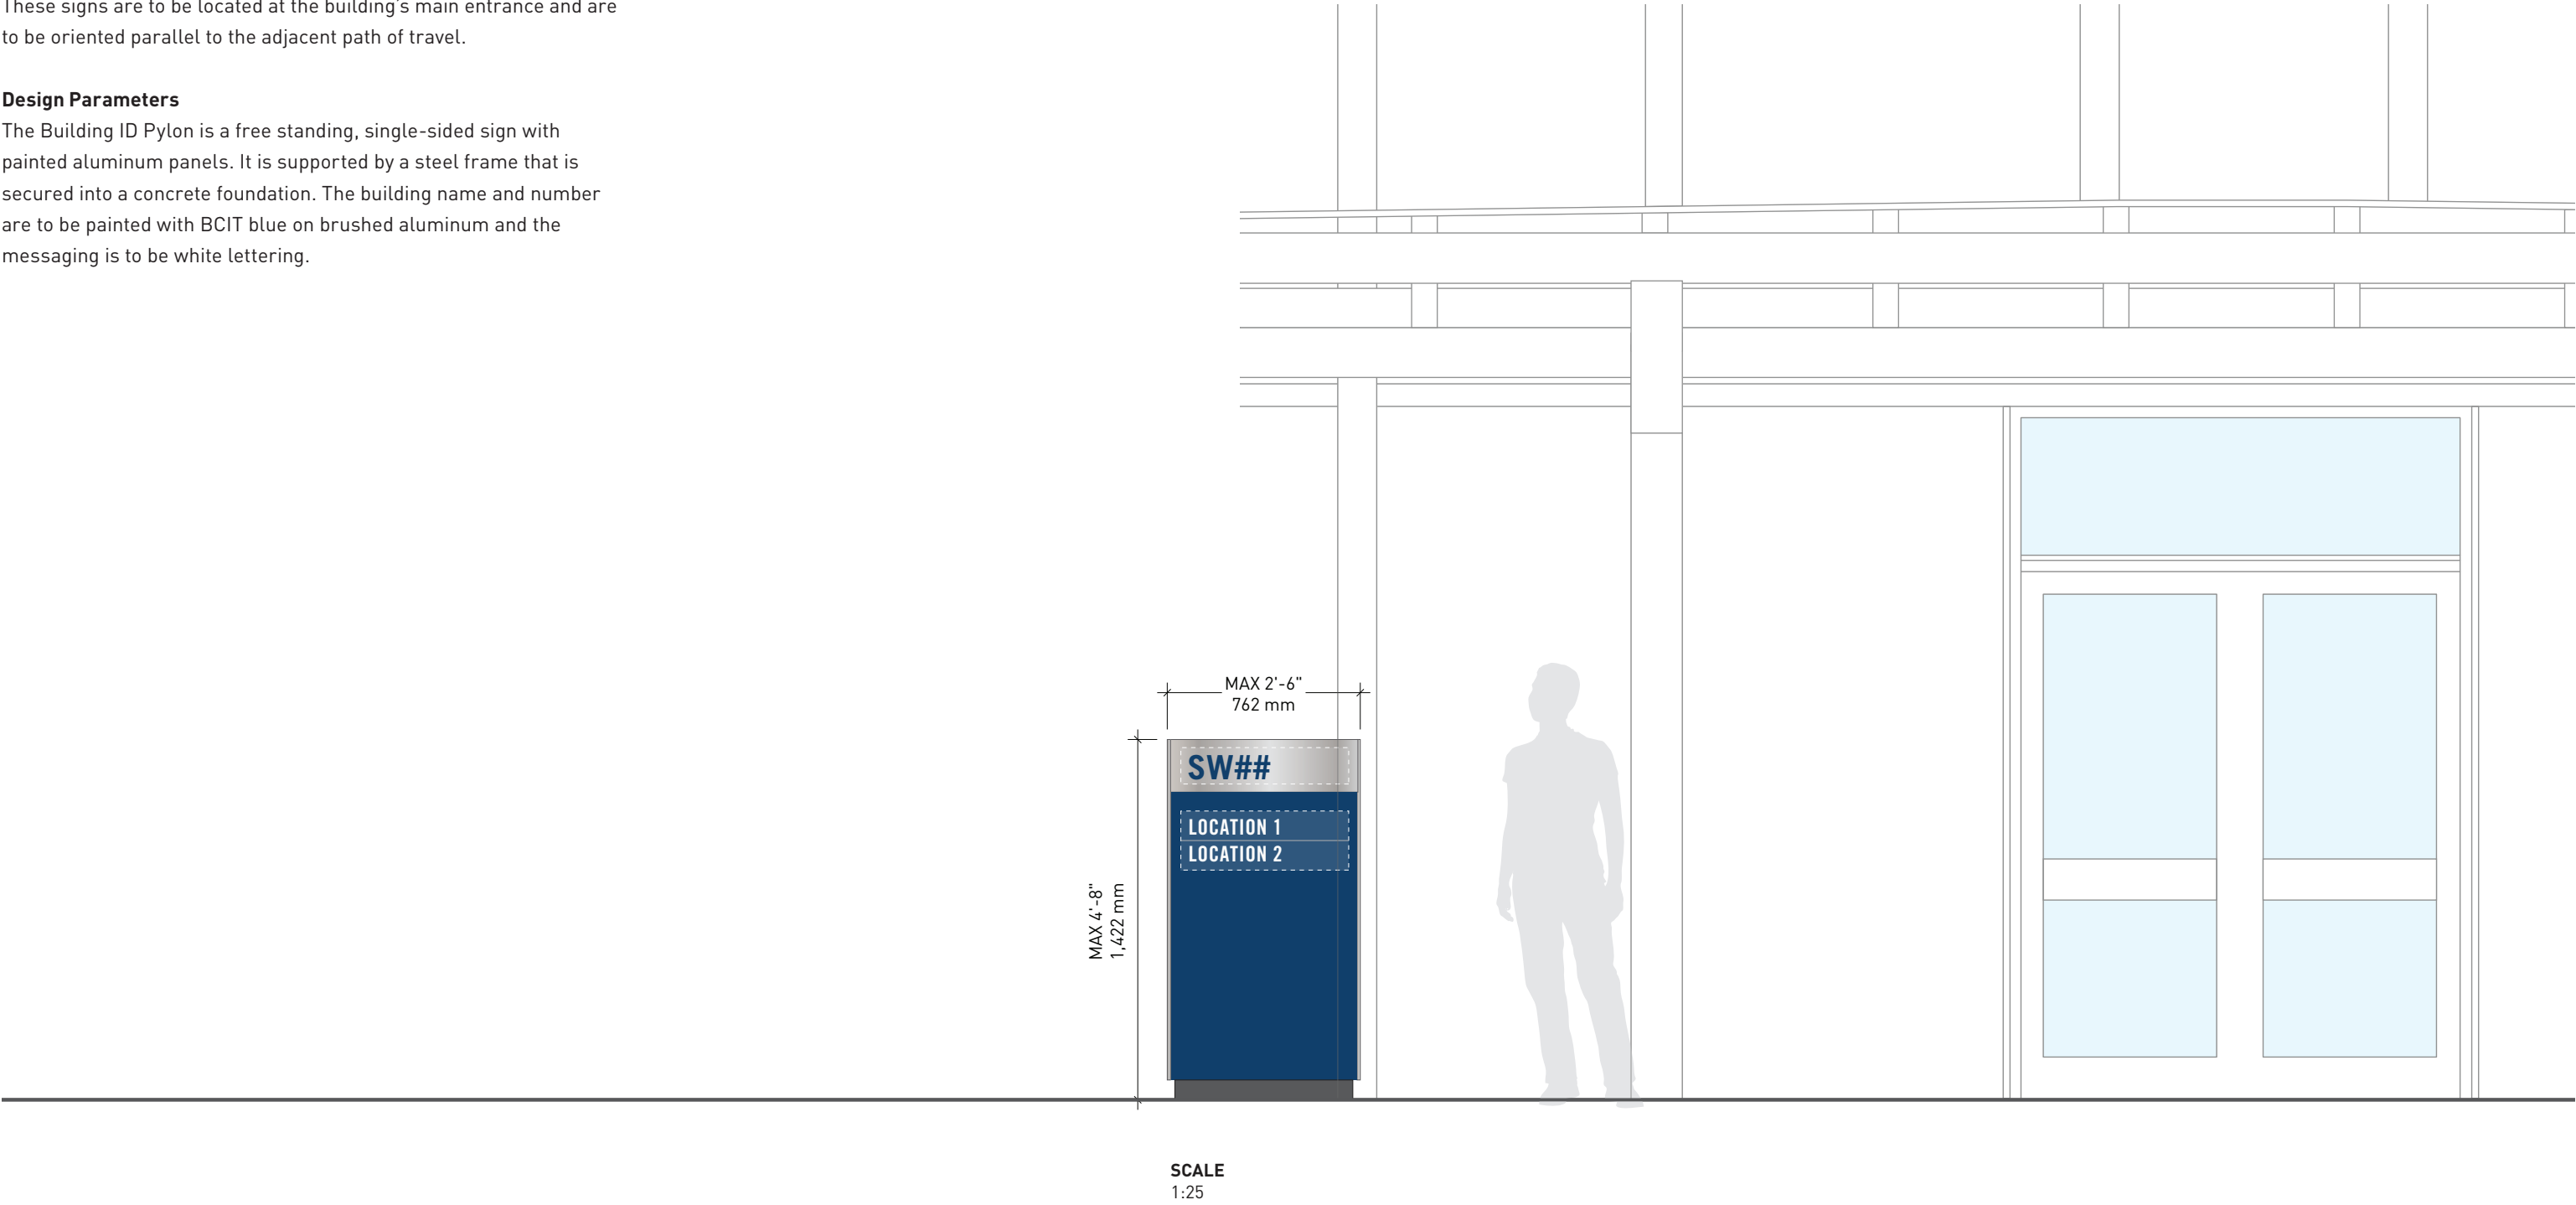 These signs are to be located at the building's main entrance and are
to be oriented parallel to the adjacent path of travel.
Design Parameters
The Building ID Pylon is a free standing, single-sided sign with
painted aluminum panels. It is supported by a steel frame that is
secured into a concrete foundation. The building name and number
are to be painted with BCIT blue on brushed aluminum and the
messaging is to be white lettering.
MAX 2'-6"
762 mm
SW##
LOCATION 1
LOCATION 2
MAX 4'-8"
1,422 mm
SCALE
1:25